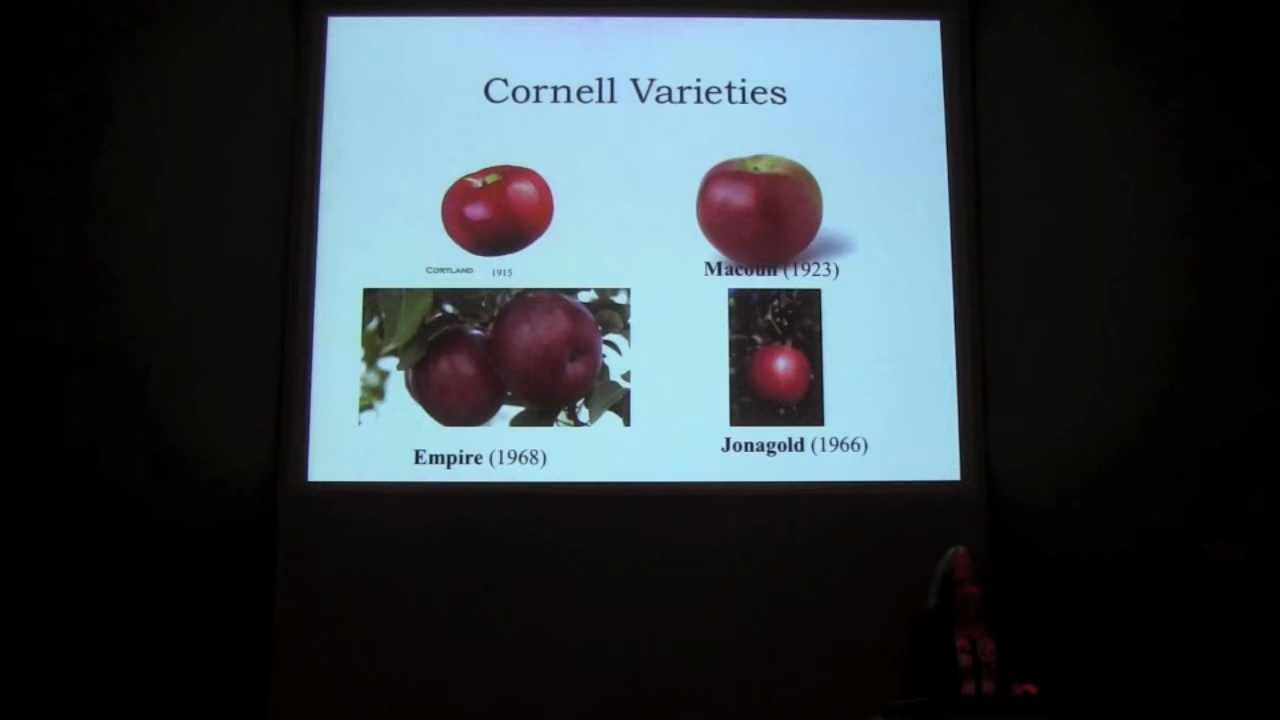 Cornell Varieties
CORTLAND 1915
Macoun (1923)
Empire (1968)
Jonagold (1966)